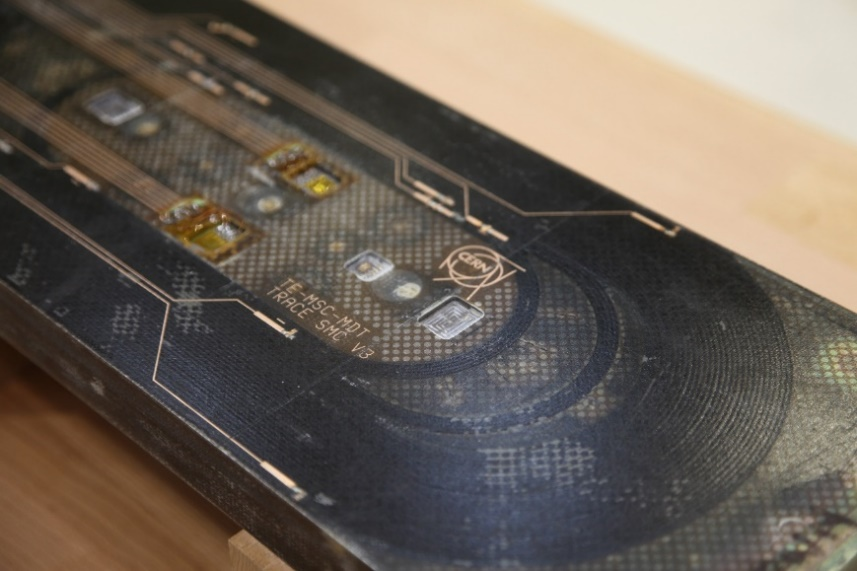 CERN
TE-MSC-MDT
TRACE SMC V3